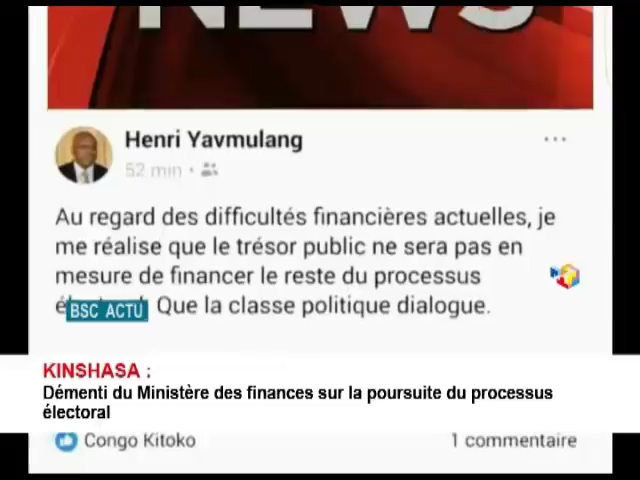 NEWS
Henri Yavmulang
52 min
Au regard des difficultés financières actuelles, je
me réalise que le trésor public ne sera pas en
mesure de financer le reste du processus
Que la classe politique dialogue.
BSC ACTU
KINSHASA :
Démenti du Ministère des finances sur la poursuite du processus
électoral
Congo Kitoko
1 commentaire